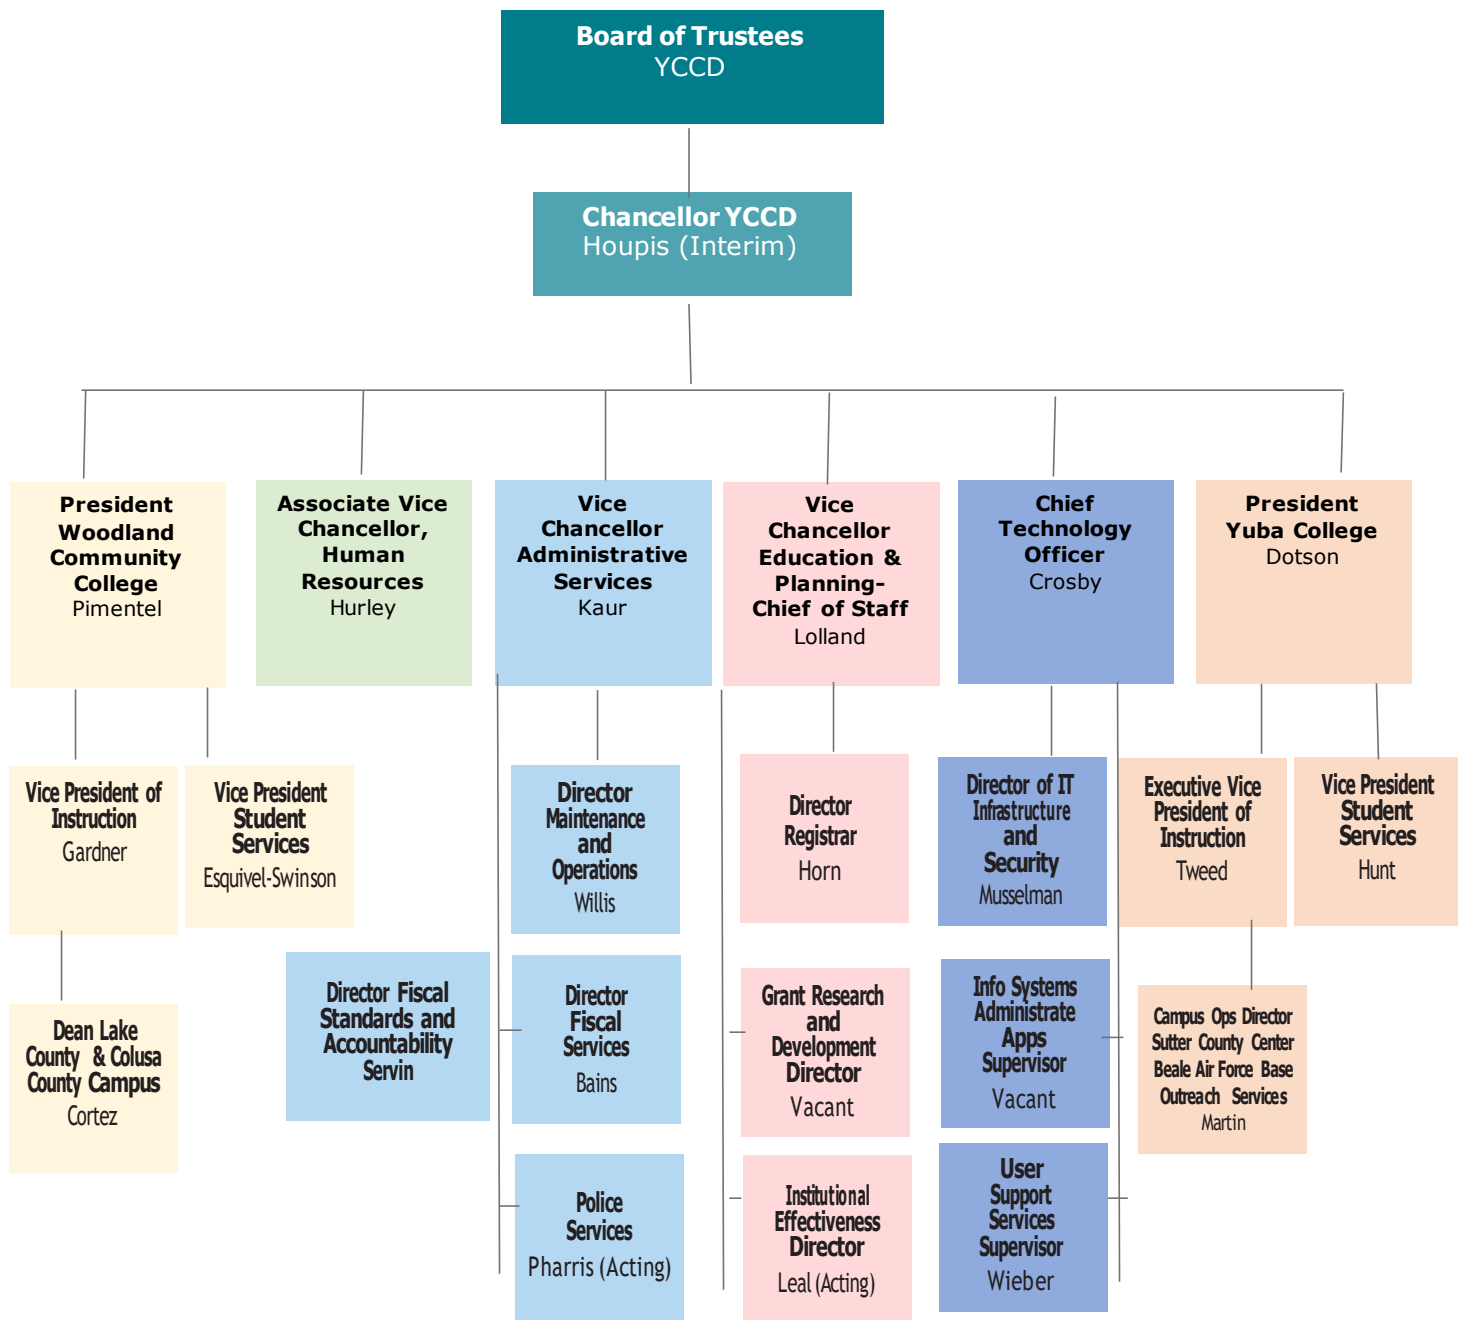 Board of Trustees
YCCD
Chancellor YCCD
Houpis (Interim)
President
Woodland
Community
College
Pimentel
Associate Vice
Chancellor,
Human
Resources
Hurley
Vice
Chancellor
Administrative
Services
Kaur
Vice
Chancellor
Education &
Planning-
Chief of Staff
Lolland
Chief
Technology
Officer
Crosby
President
Yuba College
Dotson
Vice President of
Instruction
Gardner
Vice President
Student
Services
Esquivel-Swinson
Director
Maintenance
and
Operations
Willis
Director
Registrar
Horn
Director of IT
Infrastructure
and
Security
Musselman
Executive Vice
President of
Instruction
Tweed
Vice President
Student
Services
Hunt
Dean Lake
County & Colusa
County Campus
Cortez
Director Fiscal
Standards and
Accountability
Servin
Director
Fiscal
Services
Bains
Grant Research
and
Development
Director
Vacant
Info Systems
Administrate
Apps
Supervisor
Vacant
Campus Ops Director
Sutter County Center
Beale Air Force Base
Outreach Services
Martin
Police
Services
Pharris (Acting)
Institutional
Effectiveness
Director
Leal (Acting)
User
Support
Services
Supervisor
Wieber